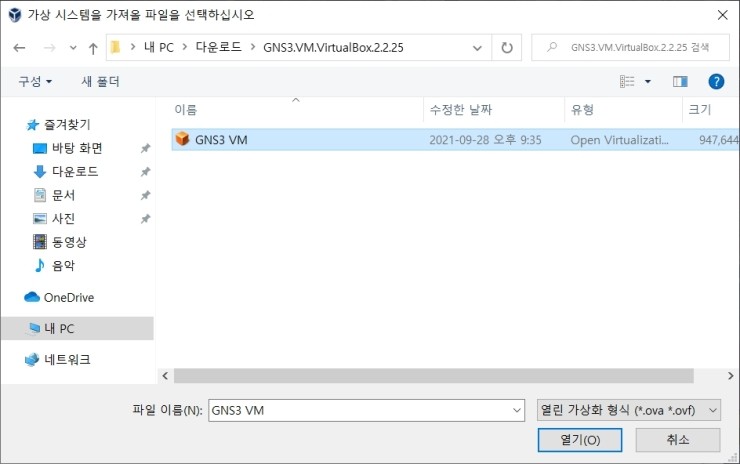 가상 시스템을 가져올 파일을 선택하십시오
내 PC > 다운로드 > GNS3.VM.VirtualBox.2.2.25
GNS3.VM.VirtualBox.2.2.25 검색
구성 새 폴더
이름 수정한 날짜 유형 크기
GNS3 VM 2021-09-28 오후 9:35 Open Virtualizati... 947,644
즐겨찾기
바탕 화면
다운로드
문서
사진
동영상
음악
OneDrive
내 PC
네트워크
파일 이름(N): GNS3 VM
열린 가상화 형식 (*.ova *.ovf)
열기(O) 취소